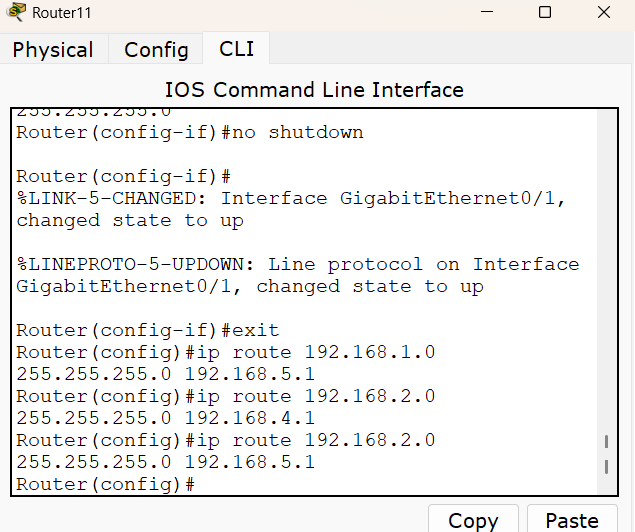 Router11
Physical Config CLI
IOS Command Line Interface
255.255.255.0
Router(config-if)#no shutdown
Router(config-if)#
%LINK-5-CHANGED: Interface GigabitEthernet0/1,
changed state to up
%LINEPROTO-5-UPDOWN: Line protocol on Interface
GigabitEthernet0/1, changed state to up
Router(config-if)#exit
Router(config)#ip route 192.168.1.0
255.255.255.0 192.168.5.1
Router(config)#ip route 192.168.2.0
255.255.255.0 192.168.4.1
Router(config)#ip route 192.168.2.0
255.255.255.0 192.168.5.1
Router(config)#
Copy Paste